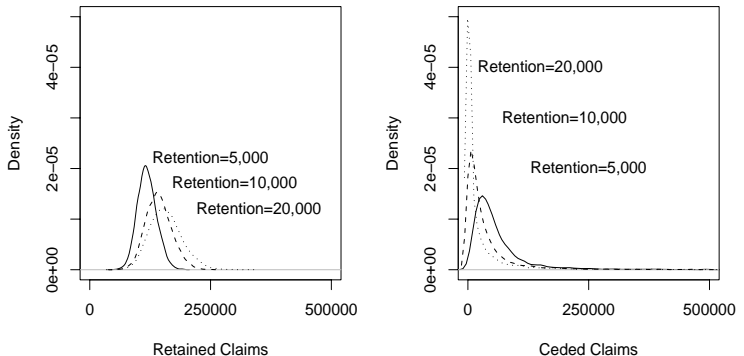 Density
4e-05
2e-05
0e+00
Retention=5,000
Retention=10,000
Retention=20,000
0
250000
500000
Retained Claims
Density
4e-05
2e-05
0e+00
Retention=20,000
Retention=10,000
Retention=5,000
0
250000
500000
Ceded Claims